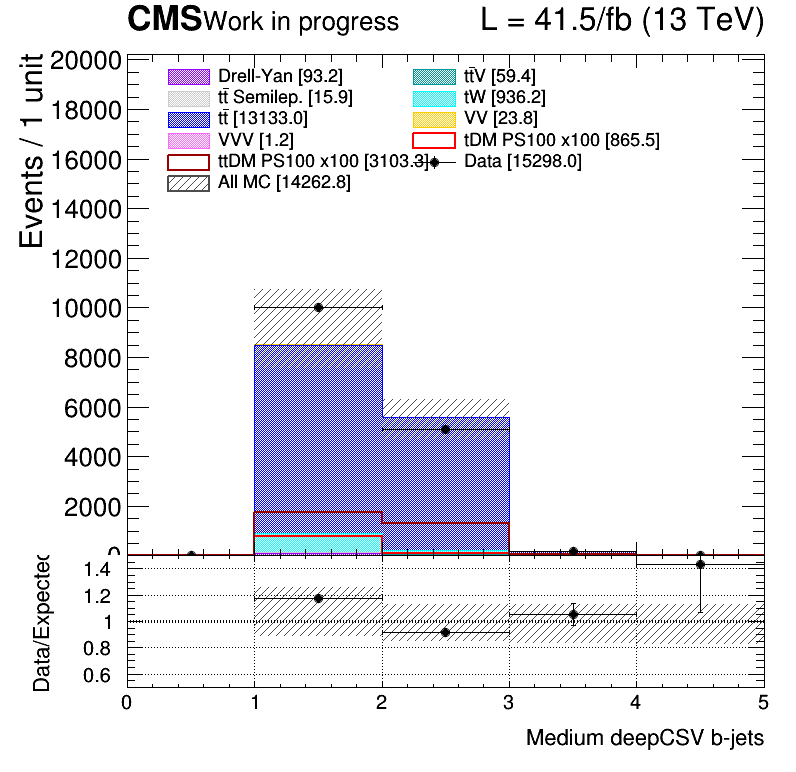 CMS Work in progress L = 41.5/fb (13 TeV)
Events / 1 unit
20000
18000
16000
14000
12000
10000
8000
6000
4000
2000
0
Drell-Yan [93.2]
tt̄V [59.4]
tt̄ Semilep. [15.9]
tW [936.2]
tt̄ [13133.0]
VV [23.8]
VVV [1.2]
tDM PS100 x100 [865.5]
ttDM PS100 x100 [3103.3]
Data [15298.0]
All MC [14262.8]
Data/Expected
1.4
1.2
1
0.8
0.6
0 1 2 3 4 5
Medium deepCSV b-jets